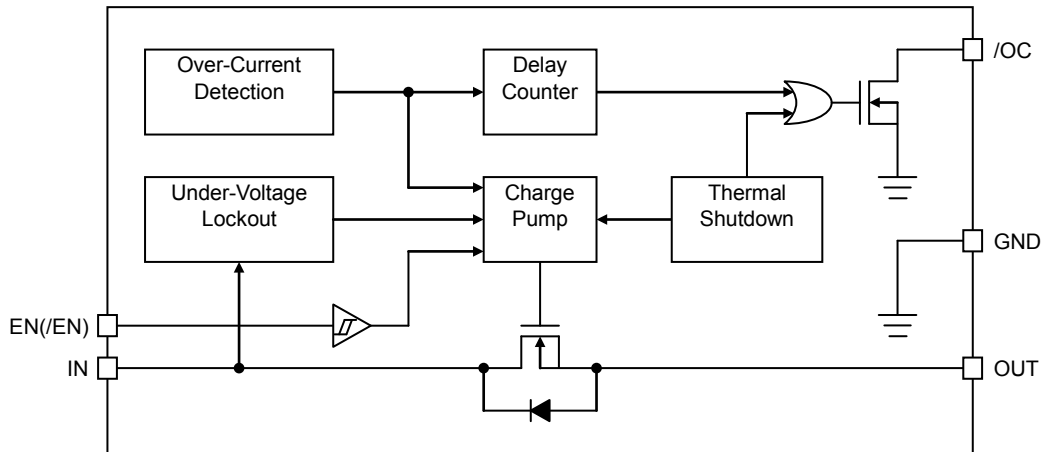 Over-Current
Detection
Delay
Counter
/OC
Under-Voltage
Lockout
Charge
Pump
Thermal
Shutdown
GND
EN(/EN)
IN
OUT